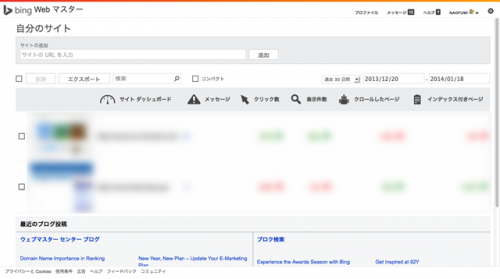 bing Web マスター
プロファイル メッセージ 19 ヘルプ ?
自分のサイト
サイトの追加
サイトの URL を入力 追加
削除 エクスポート 検索 コンパクト 過去 30 日間 2013/12/20 - 2014/01/18
サイト ダッシュボード メッセージ クリック数 表示件数 クロールしたページ インデックス付きページ
最近のブログ投稿
ウェブマスター センター ブログ ブログ検索
Domain Name Importance in Ranking New Year, New Plan – Update Your E-Marketing Plan Experience the Awards Season with Bing Get Inspired at 92Y
プライバシーと Cookies 使用条件 広告 ヘルプ フィードバック コミュニティ